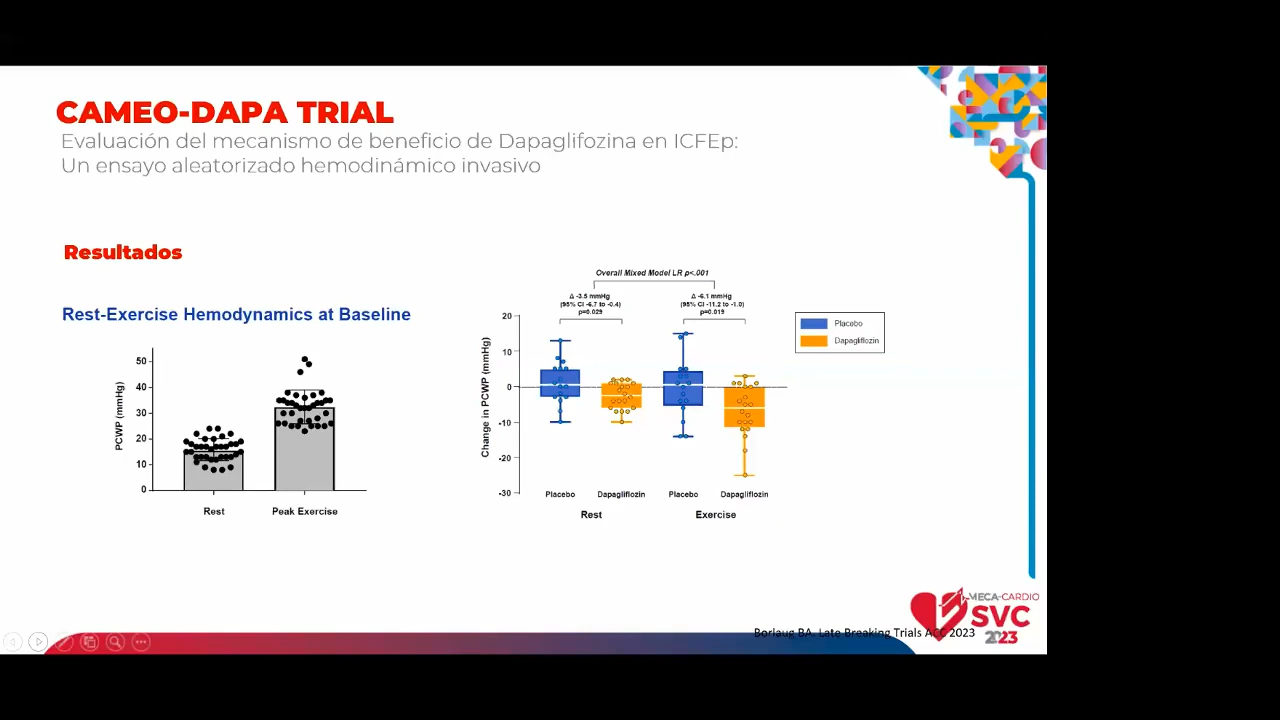 CAMEO-DAPA TRIAL
Evaluación del mecanismo de beneficio de Dapaglifozina en ICFEp:
Un ensayo aleatorizado hemodinámico invasivo
Resultados
Rest-Exercise Hemodynamics at Baseline
PCWP (mmHg)
50
40
30
20
10
0
Rest
Peak Exercise
Overall Mixed Model LR p<.001
Δ -3.5 mmHg
(95% CI -6.7 to -0.4)
p=0.029
Δ -6.1 mmHg
(95% CI -11.2 to -1.0)
p=0.019
Change in PCWP (mmHg)
20
10
0
-10
-20
-30
Placebo
Dapagliflozin
Placebo
Dapagliflozin
Rest
Exercise
Placebo
Dapagliflozin
Borlaug BA. Late Breaking Trials ACC 2023
MECA-CARDIO
SVC
2023